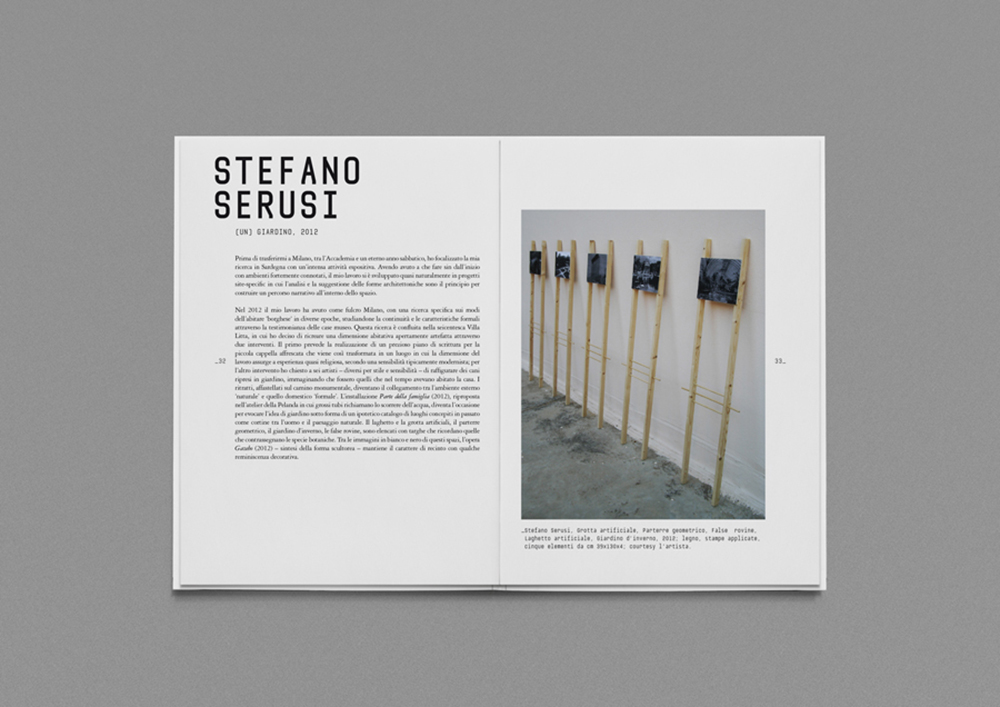 STEFANO
SERUSI
(UN) GIARDINO, 2012
Prima di trasferirmi a Milano, tra l'Accademia e un eterno anno sabbatico, ho focalizzato la mia
ricerca in Sardegna con un'intensa attività espositiva. Avendo avuto a che fare sin dall'inizio
con ambienti fortemente connotati, il mio lavoro si è sviluppato quasi naturalmente in progetti
site-specific in cui l'analisi e la suggestione delle forme architettoniche sono il principio per
costruire un percorso narrativo all'interno dello spazio.
Nel 2012 il mio lavoro ha avuto come fulcro Milano, con una ricerca specifica sui modi
dell'abitare 'borghese' in diverse epoche, studiandone la continuità e le caratteristiche formali
attraverso la testimonianza delle case museo. Questa ricerca è confluita nella seicentesca Villa
Litta, in cui ho deciso di ricreare una dimensione abitativa apertamente artefatta attraverso
due interventi. Il primo prevede la realizzazione di un prezioso piano di scrittura per la
piccola cappella affrescata che viene così trasformata in un luogo in cui la dimensione del
lavoro assurge a esperienza quasi religiosa, secondo una sensibilità tipicamente modernista; per
l'altro intervento ho chiesto a sei artisti – diversi per stile e sensibilità – di raffigurare dei cani
ripresi in giardino, immaginando che fossero quelli che nel tempo avevano abitato la casa. I
ritratti, affastellati sul camino monumentale, diventano il collegamento tra l'ambiente esterno
'naturale' e quello domestico 'formale'. L'installazione Parte della famiglia (2012), riproposta
nell'atelier della Pelanda in cui grossi tubi richiamano lo scorrere dell'acqua, diventa l'occasione
per evocare l'idea di giardino sotto forma di un ipotetico catalogo di luoghi concepiti in passato
come cortine tra l'uomo e il paesaggio naturale. Il laghetto e la grotta artificiali, il parterre
geometrico, il giardino d'inverno, le false rovine, sono elencati con targhe che ricordano quelle
che contrassegnano le specie botaniche. Tra le immagini in bianco e nero di questi spazi, l'opera
(2012) – sintesi della forma scultorea – mantiene il carattere di recinto con qualche
reminiscenza decorativa.
_32
33_
_Stefano Serusi, Grotta artificiale, Parterre geometrico, False rovine,
Laghetto artificiale, Giardino d'inverno, 2012; legno, stampe applicate,
cinque elementi da cm 39x130x4; courtesy l'artista.